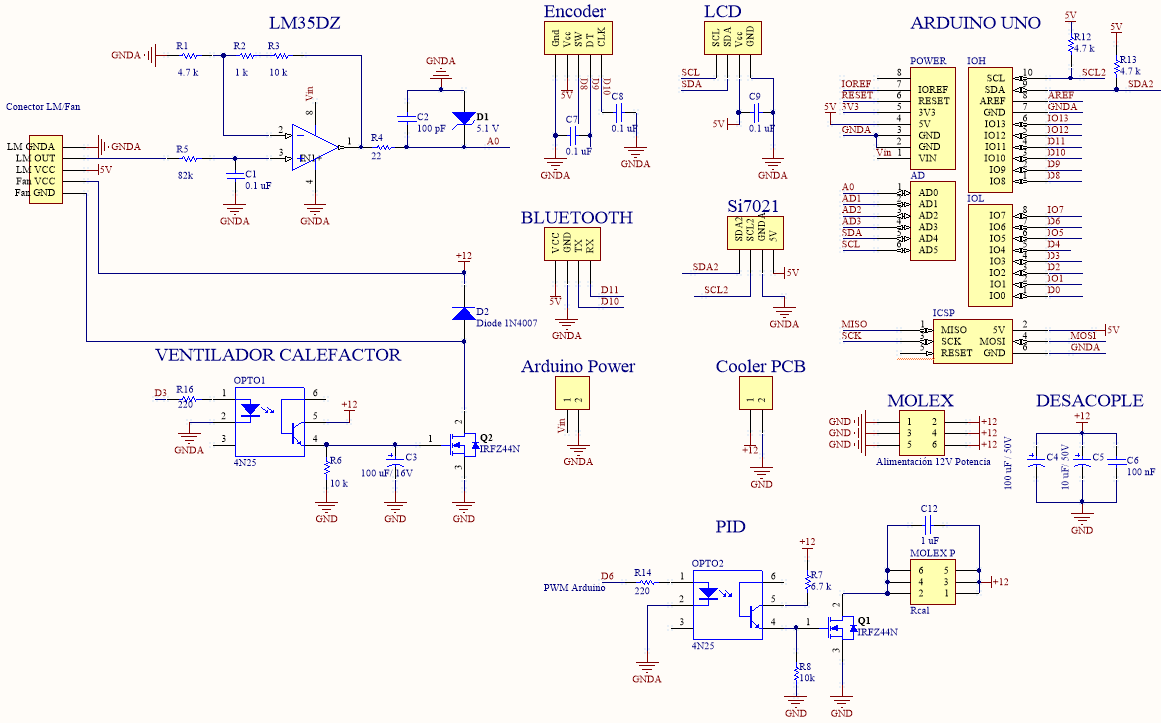 LM35DZ
GNDA
R1
4.7 k
R2
1 k
R3
10 k
GNDA
Vin
8
2
3
1
IN1+
4
GNDA
R4
22
C2
100 pF
D1
5.1 V
A0
Conector LM/Fan
LM GNDA
LM OUT
LM VCC
Fan VCC
Fan GND
GNDA
5V
R5
82k
C1
0.1 uF
GNDA
+12
D2
Diode 1N4007
Encoder
Gnd
Vcc
SW
DT
CLK
5V
D8
D9
D10
C7
0.1 uF
C8
0.1 uF
GNDA
GNDA
LCD
SCL
SDA
Vcc
GND
SCL
SDA
5V
C9
0.1 uF
GNDA
BLUETOOTH
VCC
GND
TX
RX
5V
GNDA
D11
D10
Si7021
SDA2
SCL2
GNDA
5V
SDA2
SCL2
5V
GNDA
ARDUINO UNO
5V
R12
4.7 k
5V
R13
4.7 k
SCL2
SDA2
POWER
8
7
6
5
4
3
2
1
IOREF
RESET
3V3
5V
GND
GND
VIN
IOREF
RESET
3V3
5V
GNDA
Vin
IOH
SCL
SDA
AREF
GND
IO13
IO12
IO11
IO10
IO9
IO8
10
9
8
7
6
5
4
3
2
1
AREF
GNDA
IO13
IO12
D11
D10
D9
D8
AD
A0
AD1
AD2
AD3
SDA
SCL
1
2
3
4
5
6
AD0
AD1
AD2
AD3
AD4
AD5
IOL
IO7
IO6
IO5
IO4
IO3
IO2
IO1
IO0
8
7
6
5
4
3
2
1
IO7
D6
IO5
D4
D3
D2
IO1
D0
ICSP
MISO
SCK
1
3
5
MISO
SCK
RESET
5V
MOSI
GND
2
4
6
5V
MOSI
GNDA
VENTILADOR CALEFACTOR
D3
R16
220
GNDA
OPTO1
1
2
3
6
5
4
4N25
+12
R6
10 k
GND
C3
100 uF/ 16V
GND
1
2
3
Q2
IRFZ44N
GND
Arduino Power
1
2
Vin
GNDA
Cooler PCB
1
2
+12
GND
MOLEX
GND
GND
GND
1
3
5
2
4
6
+12
+12
+12
Alimentación 12V Potencia
DESACOPLE
+12
C4
100 uF / 50V
C5
10 uF/ 50V
C6
100 nF
GND
PID
PWM Arduino
D6
R14
220
GNDA
OPTO2
1
2
3
6
5
4
4N25
+12
R7
6.7 k
R8
10k
GND
1
2
3
Q1
IRFZ44N
GND
C12
1 uF
MOLEX P
6
4
2
5
3
1
+12
Rcal